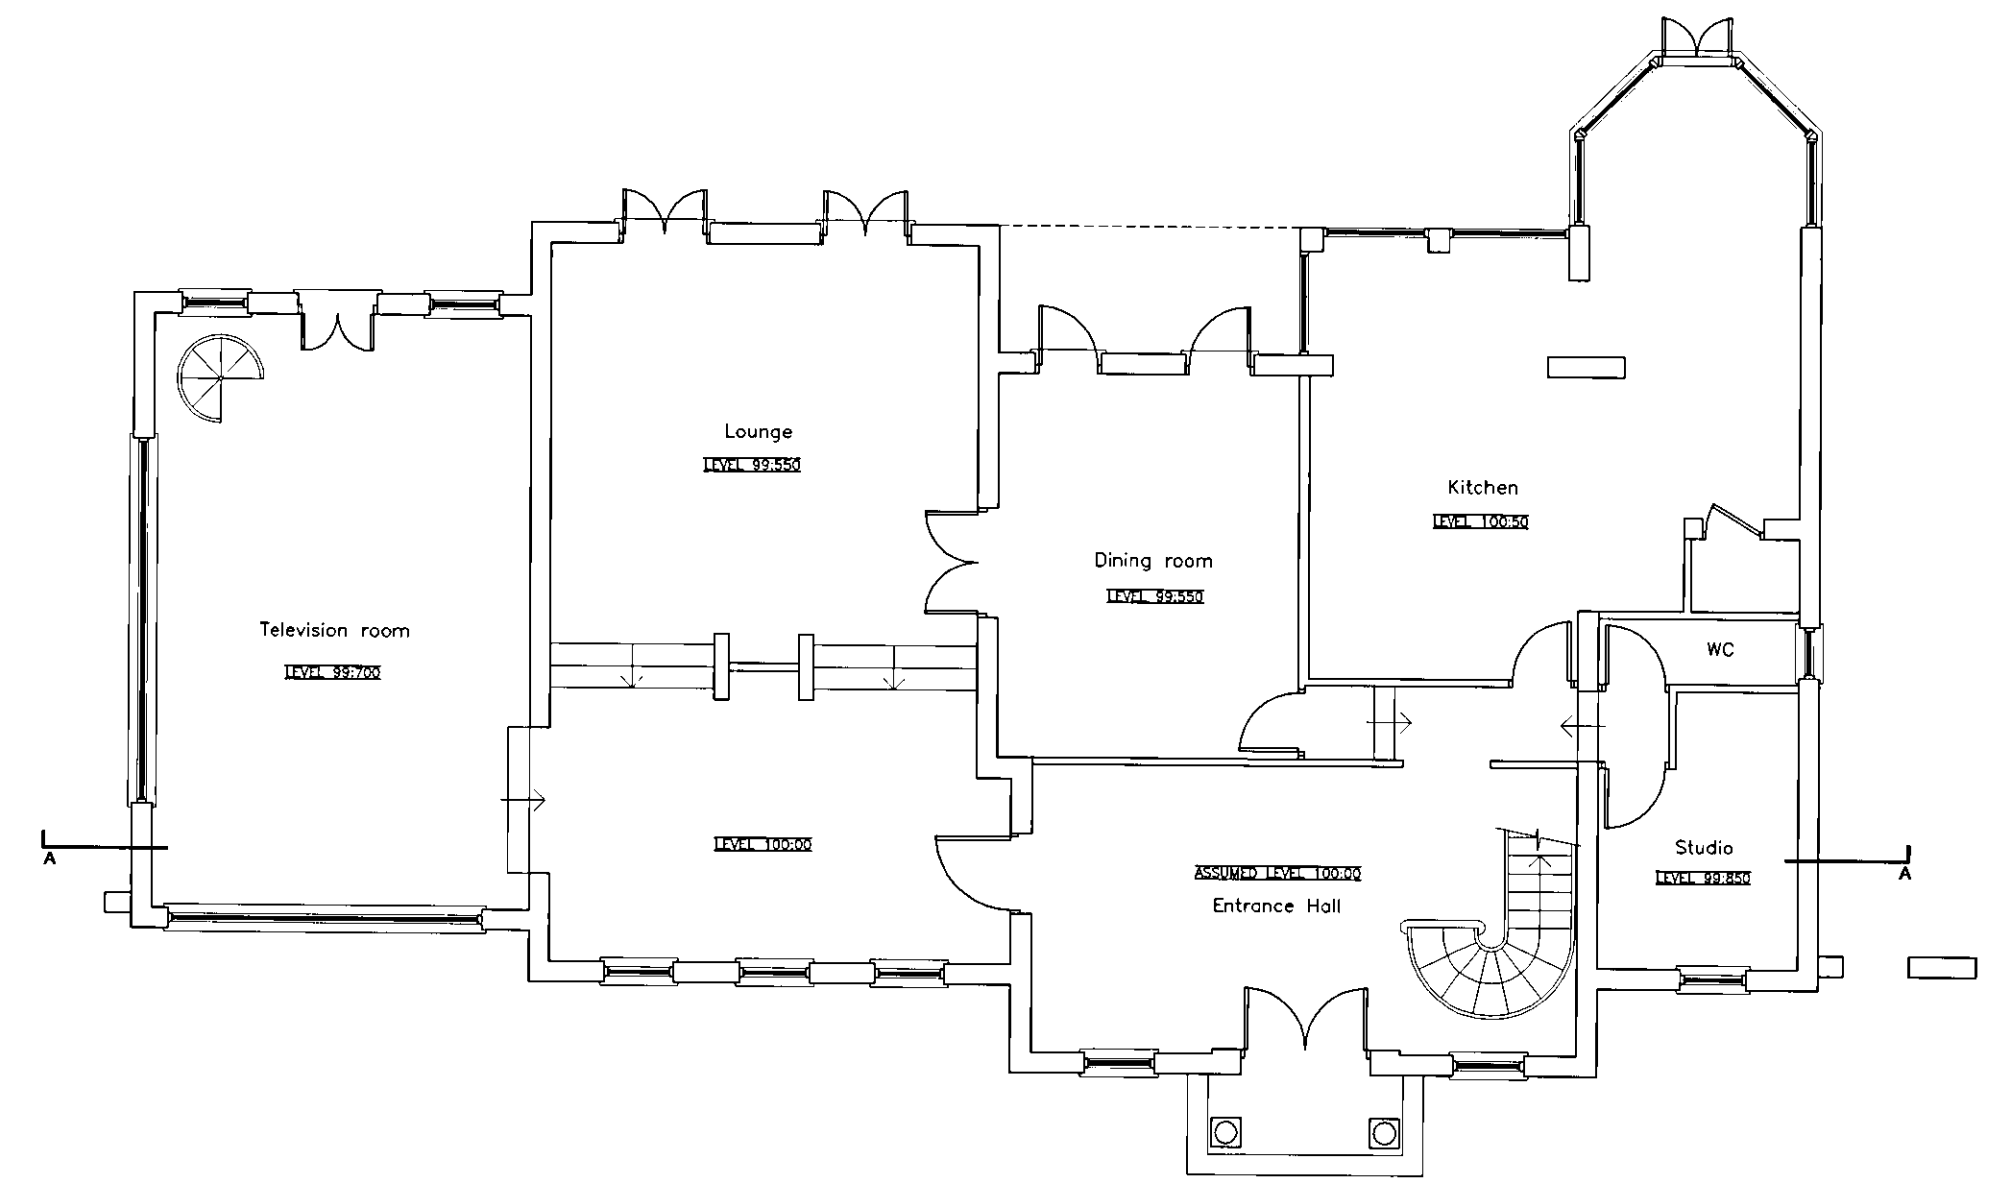 Lounge
LEVEL 99:550
Kitchen
LEVEL 100:50
Dining room
LEVEL 99:550
Television room
LEVEL 99:700
WC
LEVEL 100:00
Studio
LEVEL 99:850
A
A
ASSUMED LEVEL 100:00
Entrance Hall